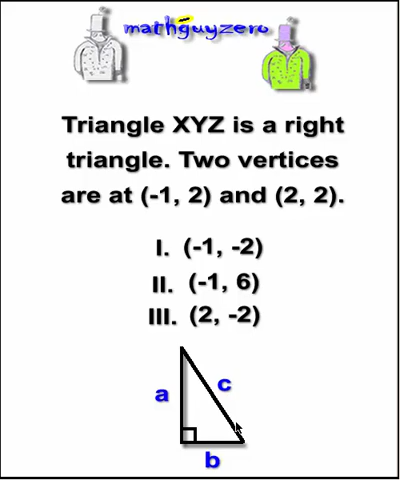 mathguyzero
Triangle XYZ is a right
triangle. Two vertices
are at (-1, 2) and (2, 2).
I. (-1, -2)
II. (-1, 6)
III. (2, -2)
a
c
b